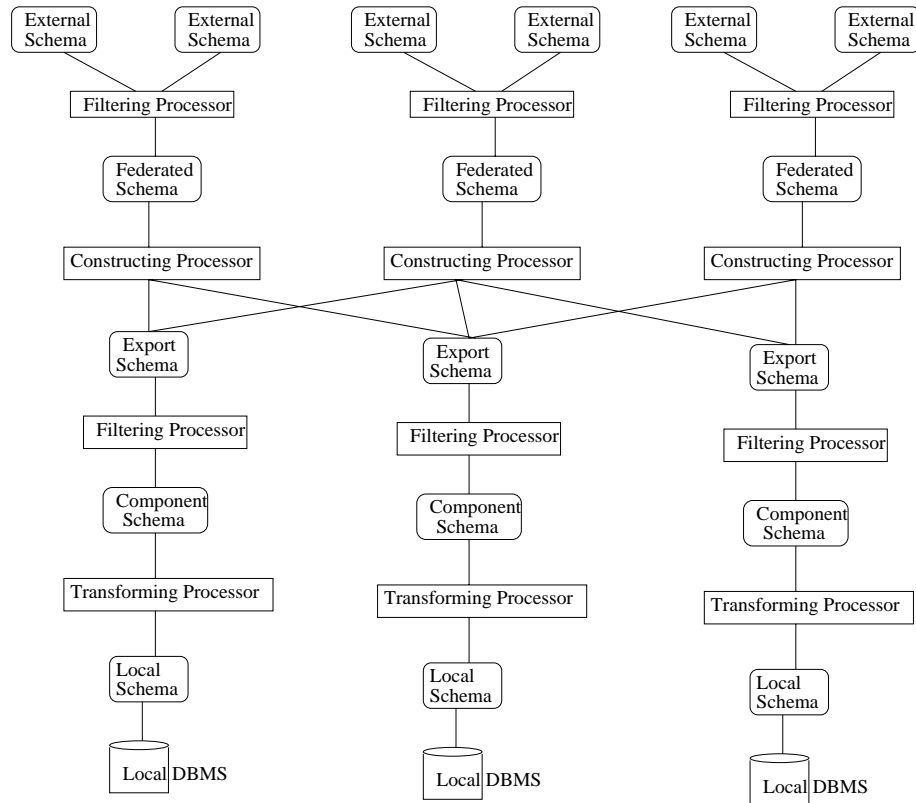 External
Schema
External
Schema
External
Schema
External
Schema
External
Schema
External
Schema
Filtering Processor
Filtering Processor
Filtering Processor
Federated
Schema
Federated
Schema
Federated
Schema
Constructing Processor
Constructing Processor
Constructing Processor
Export
Schema
Export
Schema
Export
Schema
Filtering Processor
Filtering Processor
Filtering Processor
Component
Schema
Component
Schema
Component
Schema
Transforming Processor
Transforming Processor
Transforming Processor
Local
Schema
Local
Schema
Local
Schema
Local DBMS
Local DBMS
Local DBMS